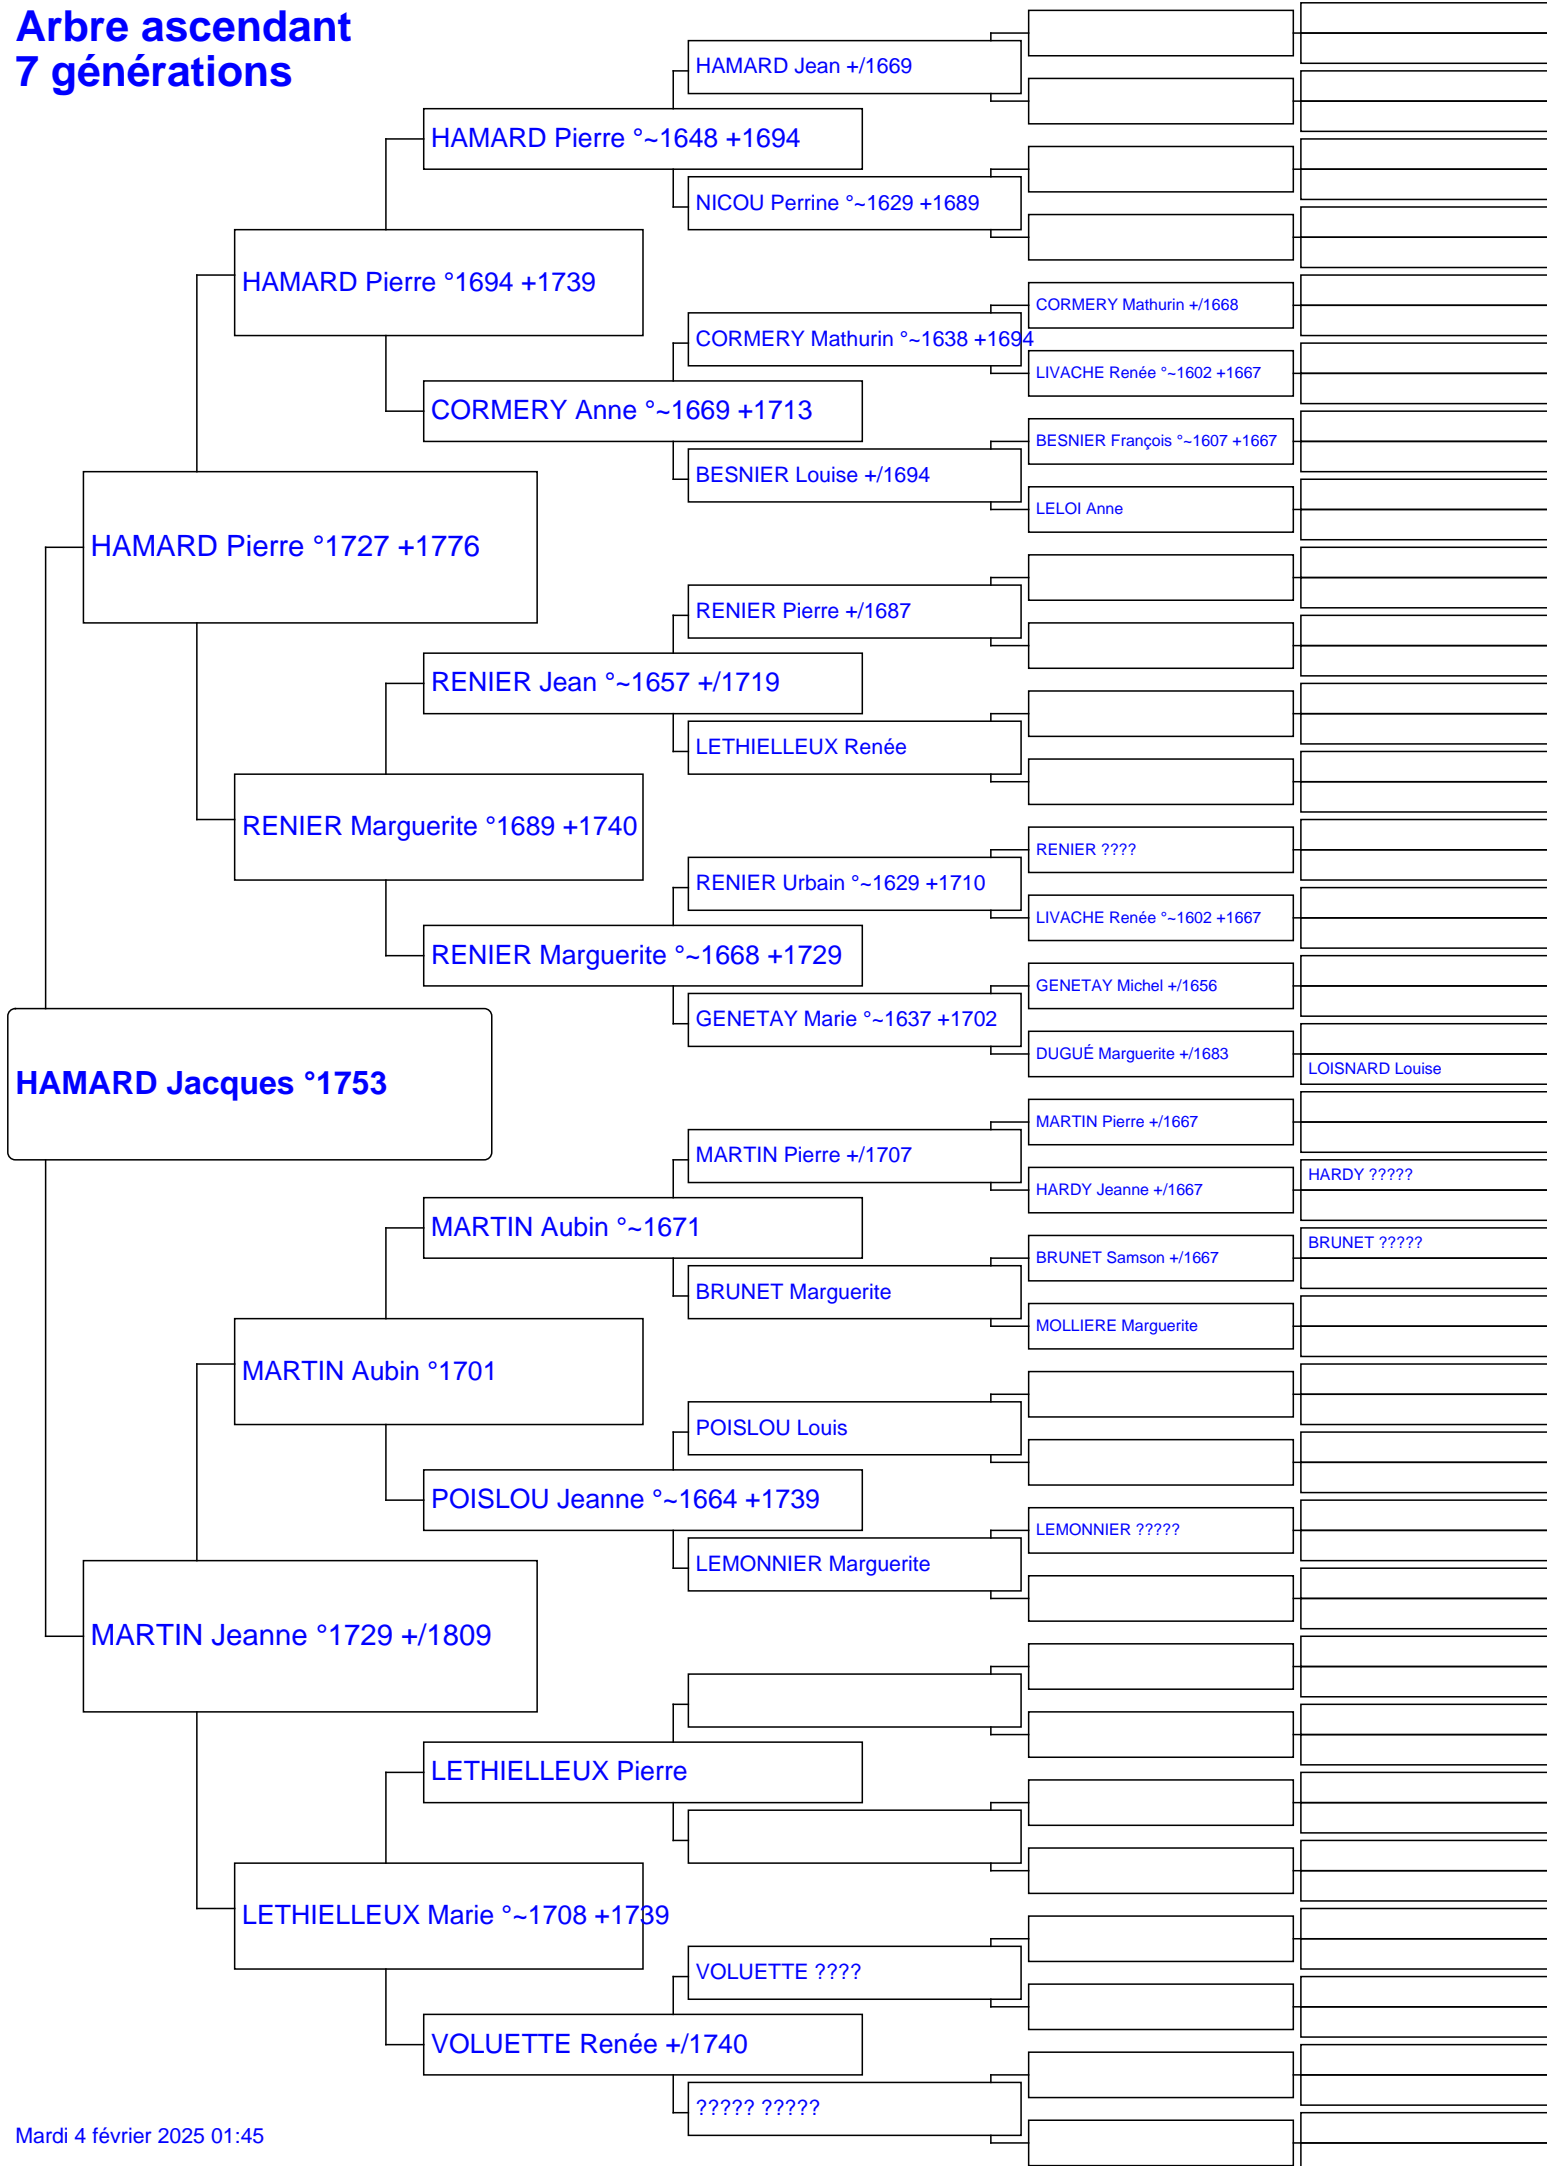 Arbre ascendant
7 générations
HAMARD Jean +/1669
HAMARD Pierre °~1648 +1694
NICOU Perrine °~1629 +1689
HAMARD Pierre °1694 +1739
CORMERY Mathurin +/1668
CORMERY Mathurin °~1638 +1694
LIVACHE Renée °~1602 +1667
CORMERY Anne °~1669 +1713
BESNIER François °~1607 +1667
BESNIER Louise +/1694
LELOI Anne
HAMARD Pierre °1727 +1776
RENIER Pierre +/1687
RENIER Jean °~1657 +/1719
LETHIELLEUX Renée
RENIER Marguerite °1689 +1740
RENIER ????
RENIER Urbain °~1629 +1710
LIVACHE Renée °~1602 +1667
RENIER Marguerite °~1668 +1729
GENETAY Michel +/1656
GENETAY Marie °~1637 +1702
DUGUÉ Marguerite +/1683
LOISNARD Louise
HAMARD Jacques °1753
MARTIN Pierre +/1667
MARTIN Pierre +/1707
HARDY ?????
HARDY Jeanne +/1667
MARTIN Aubin °~1671
BRUNET ?????
BRUNET Samson +/1667
BRUNET Marguerite
MOLLIERE Marguerite
MARTIN Aubin °1701
POISLOU Louis
POISLOU Jeanne °~1664 +1739
LEMONNIER ?????
LEMONNIER Marguerite
MARTIN Jeanne °1729 +/1809
LETHIELLEUX Pierre
LETHIELLEUX Marie °~1708 +1739
VOLUETTE ????
VOLUETTE Renée +/1740
????? ?????
Mardi 4 février 2025 01:45